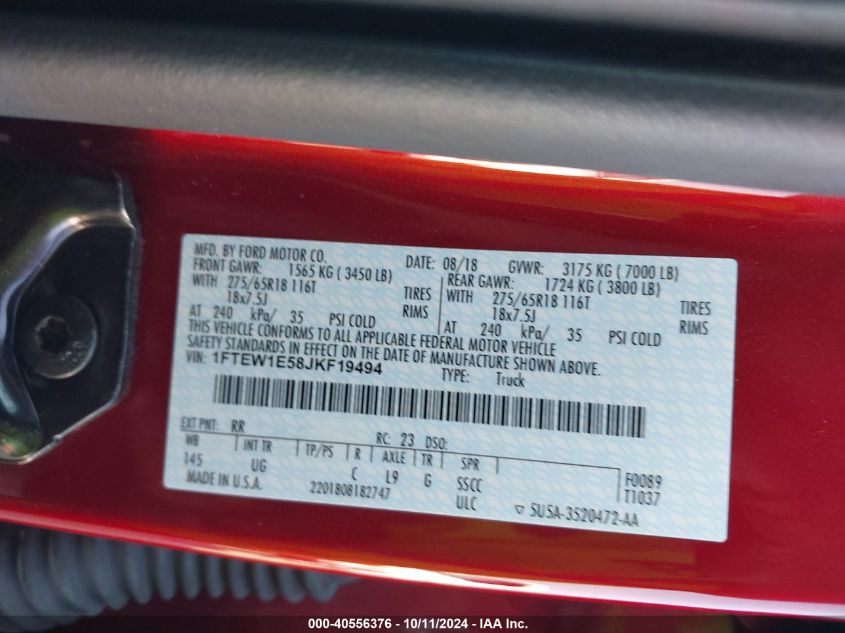 MFD. BY FORD MOTOR CO. DATE: 08/18 GVWR: 3175 KG ( 7000 LB)
FRONT GAWR: 1565 KG ( 3450 LB) REAR GAWR: 1724 KG ( 3800 LB)
WITH 275/65R18 116T TIRES WITH 275/65R18 116T TIRES
18x7.5J RIMS 18x7.5J RIMS
AT 240 kPa/ 35 PSI COLD AT 240 kPa/ 35 PSI COLD
THIS VEHICLE CONFORMS TO ALL APPLICABLE FEDERAL MOTOR VEHICLE
SAFETY STANDARDS IN EFFECT ON THE DATE OF MANUFACTURE SHOWN ABOVE.
VIN: 1FTEW1E58JKF19494 TYPE: Truck
EXT PNT: RR RC: 23 DSO:
WB INT TR TP/PS R AXLE TR SPR F0089
145 UG C L9 G SSCC T1037
MADE IN U.S.A. 2201808182747 ULC ▽ 5U5A-3520472-AA
000-40556376 - 10/11/2024 - IAA Inc.